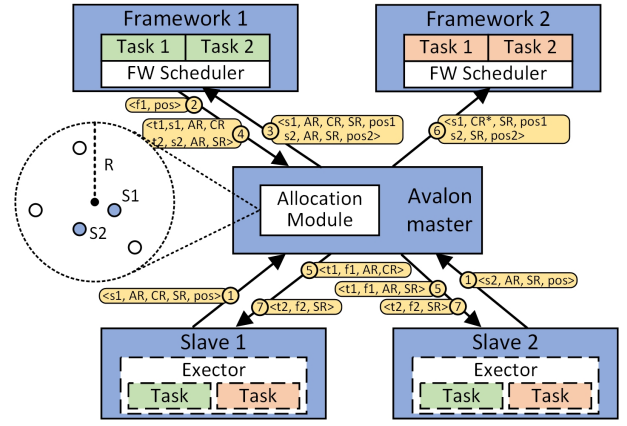 Framework 1
Task 1 Task 2
FW Scheduler
Framework 2
Task 1 Task 2
FW Scheduler
<f1, pos> 2
<t1,s1, AR, CR
4
<t2, s2, AR, SR>
3 <s1, AR, CR, SR, pos1
s2, AR, SR, pos2>
6 <s1, CR*, SR, pos1
s2, SR, pos2>
R
S1
S2
Allocation
Module
Avalon
master
<s1, AR, CR, SR, pos> 1
5 <t1, f1, AR,CR>
<t1, f1, AR, SR> 5
7 <t2, f2, SR>
<t2, f2, SR> 7
1 <s2, AR, SR, pos>
Slave 1
Exector
Task Task
Slave 2
Exector
Task Task